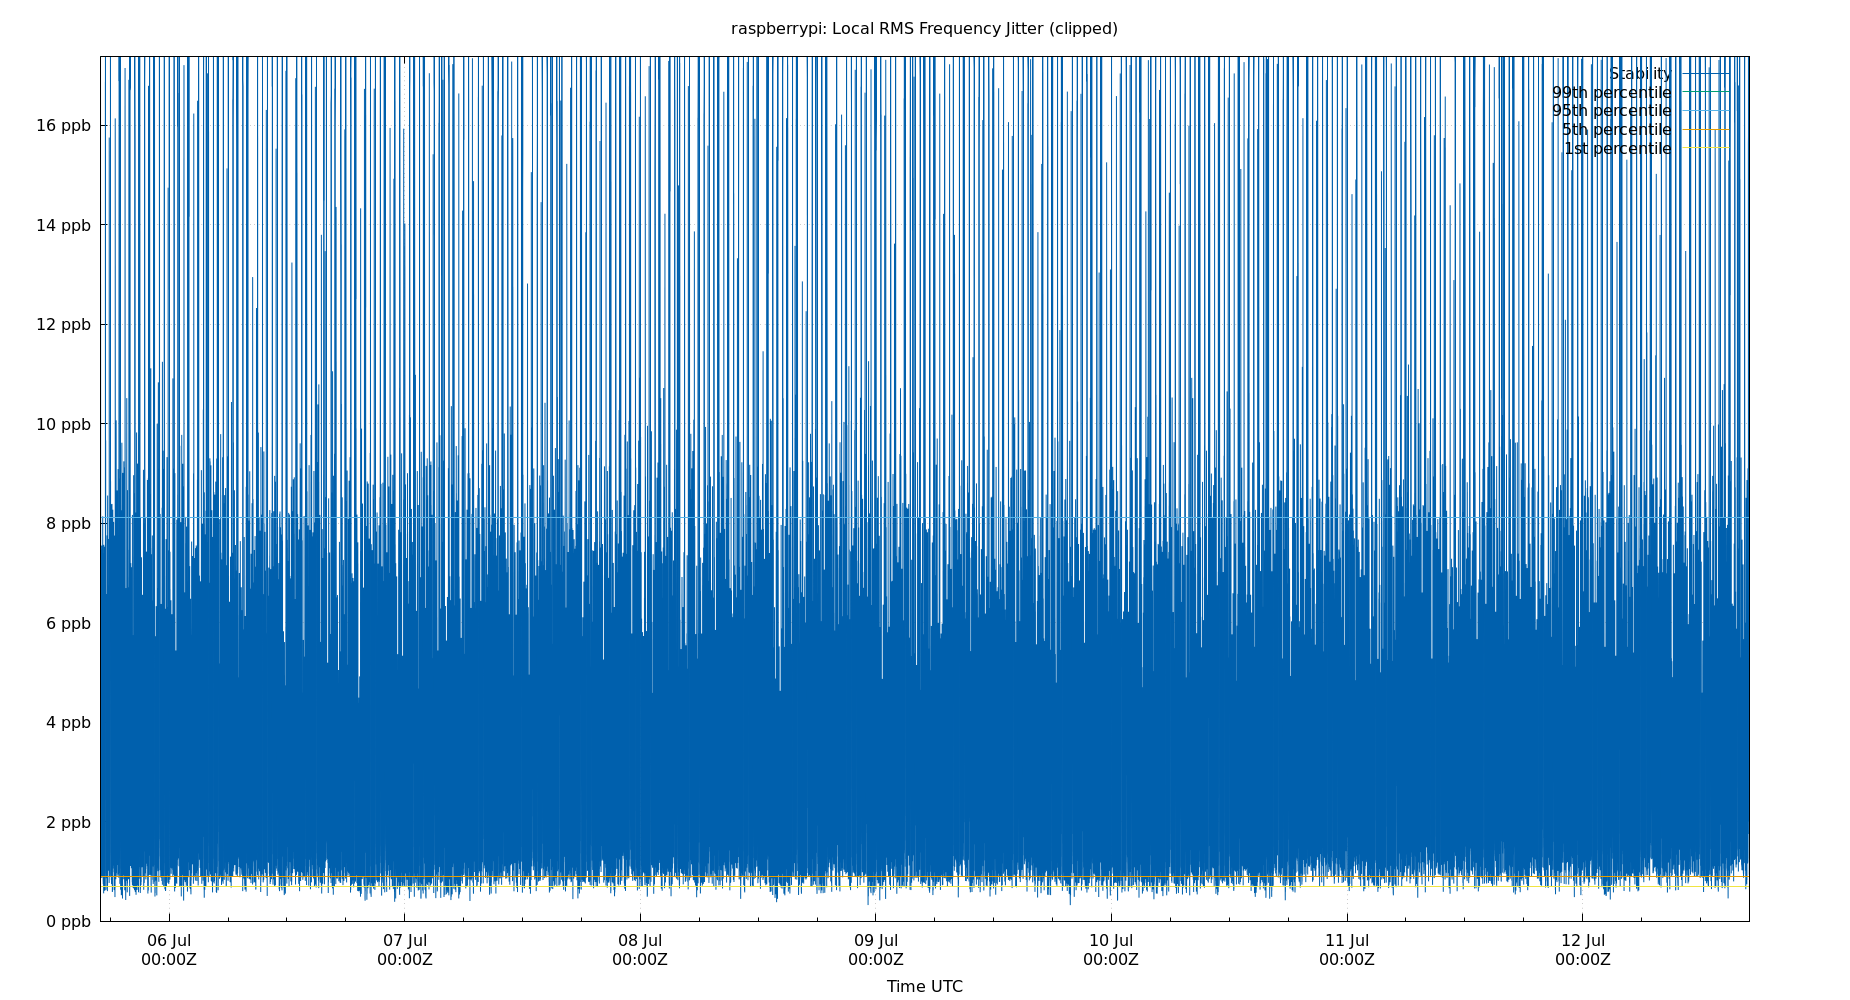 raspberrypi: Local RMS Frequency Jitter (clipped)
Stability
99th percentile
95th percentile
5th percentile
1st percentile
16 ppb
14 ppb
12 ppb
10 ppb
8 ppb
6 ppb
4 ppb
2 ppb
0 ppb
06 Jul 07 Jul 08 Jul 09 Jul 10 Jul 11 Jul 12 Jul
00:00Z 00:00Z 00:00Z 00:00Z 00:00Z 00:00Z 00:00Z
Time UTC